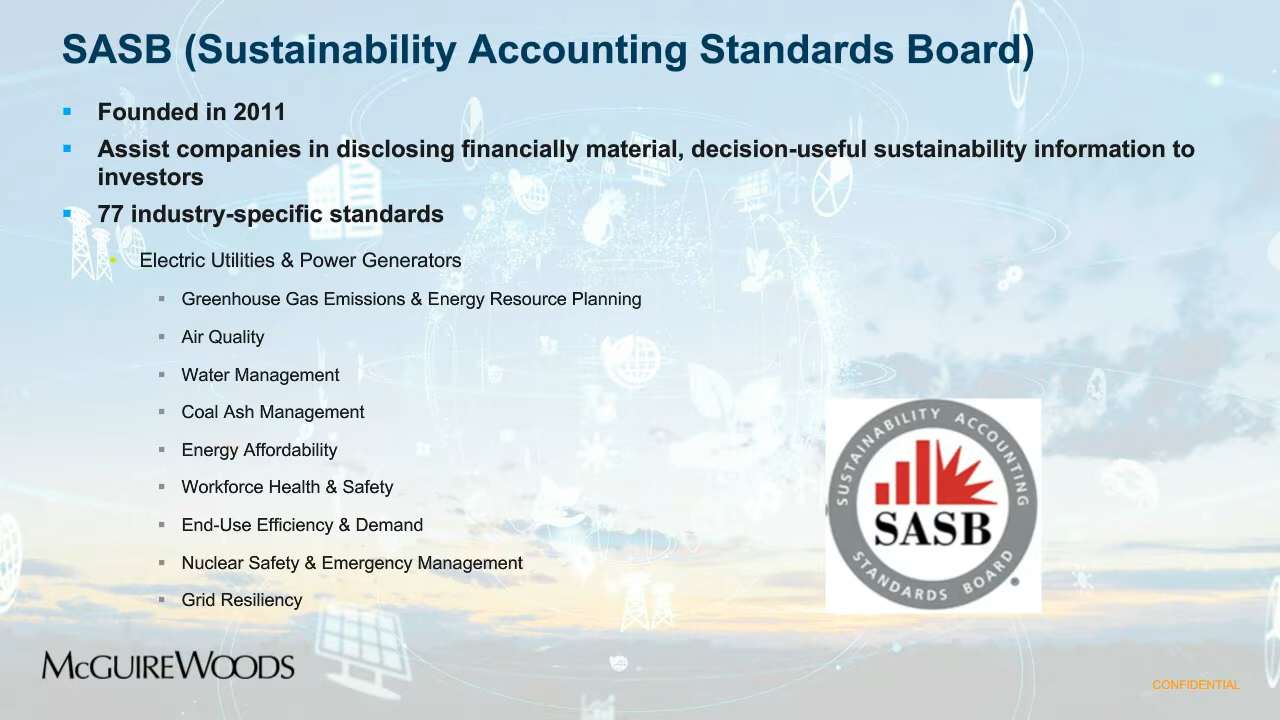 SASB (Sustainability Accounting Standards Board)
Founded in 2011
Assist companies in disclosing financially material, decision-useful sustainability information to
investors
77 industry-specific standards
Electric Utilities & Power Generators
Greenhouse Gas Emissions & Energy Resource Planning
Air Quality
Water Management
Coal Ash Management
Energy Affordability
Workforce Health & Safety
End-Use Efficiency & Demand
Nuclear Safety & Emergency Management
Grid Resiliency
SUSTAINABILITY ACCOUNTING
SASB
STANDARDS BOARD
McGUIREWOODS
CONFIDENTIAL